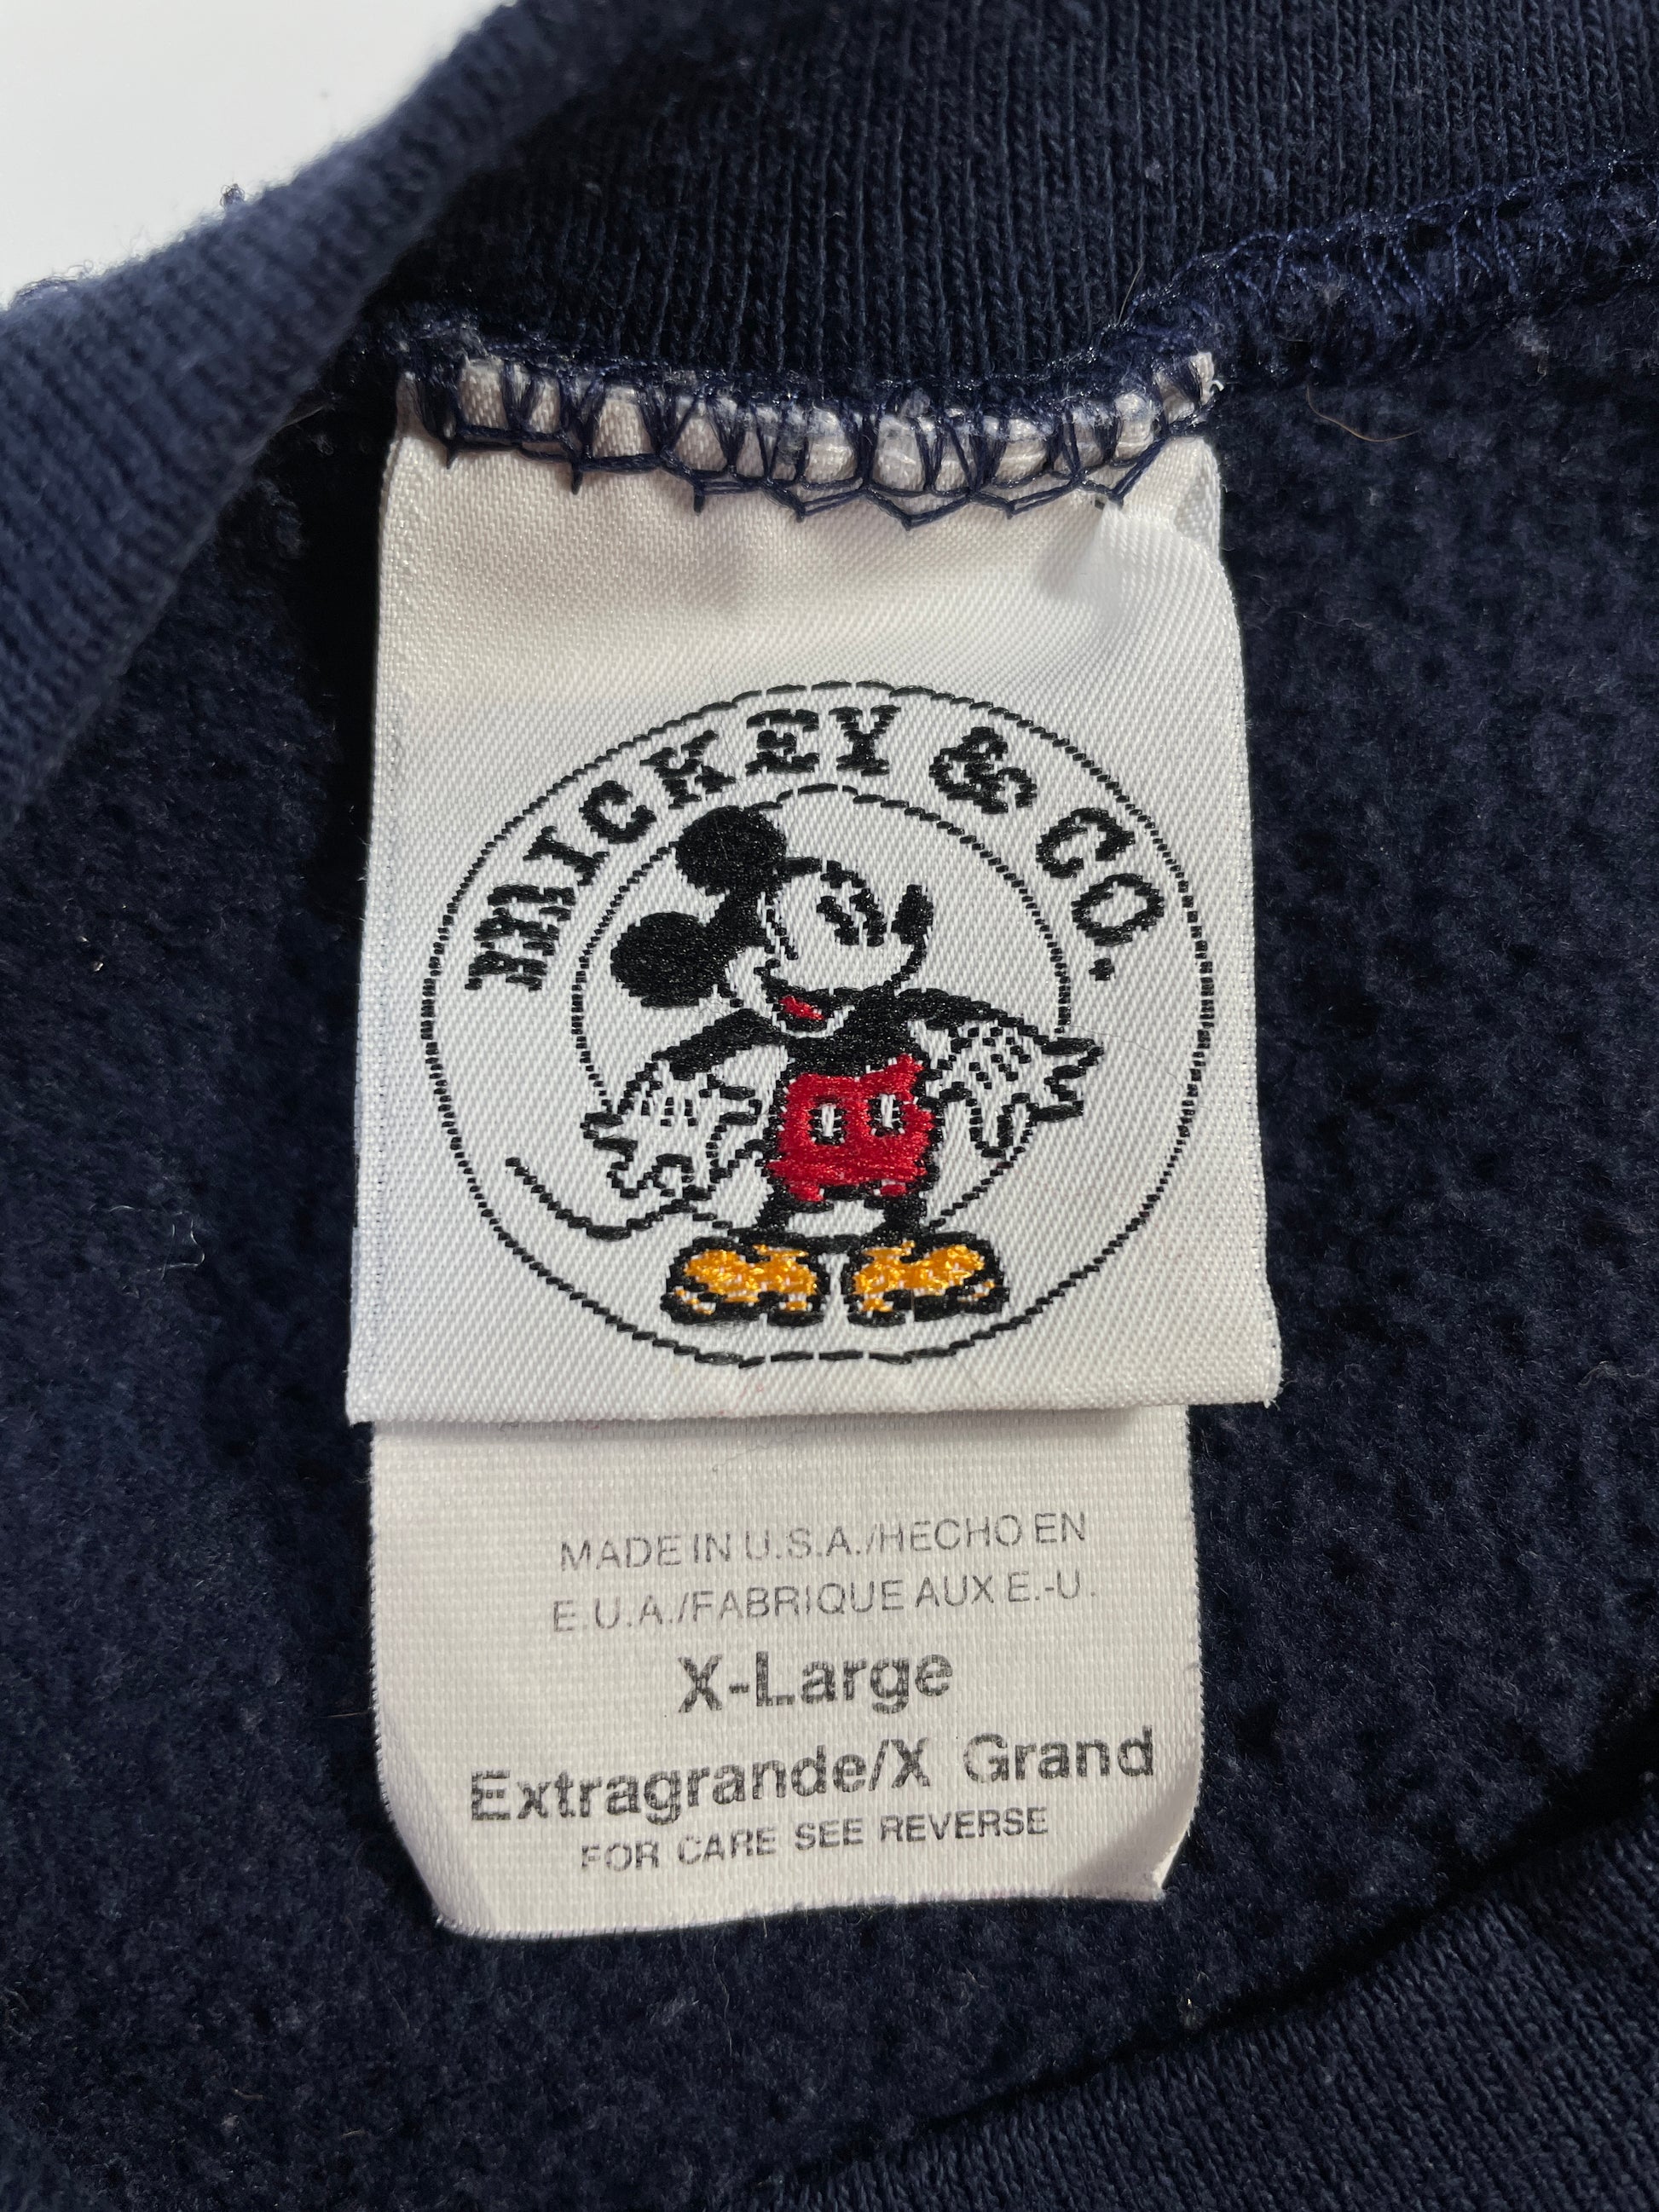 MICKEY & CO.
MADE IN U.S.A./HECHO EN
E.U.A./FABRIQUE AUX E.-U.
X-Large
Extragrande/X Grand
FOR CARE SEE REVERSE